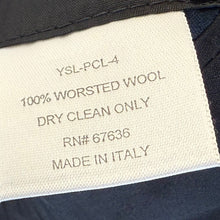 YSL-PCL-4
100% WORSTED WOOL
DRY CLEAN ONLY
RN# 67636
MADE IN ITALY